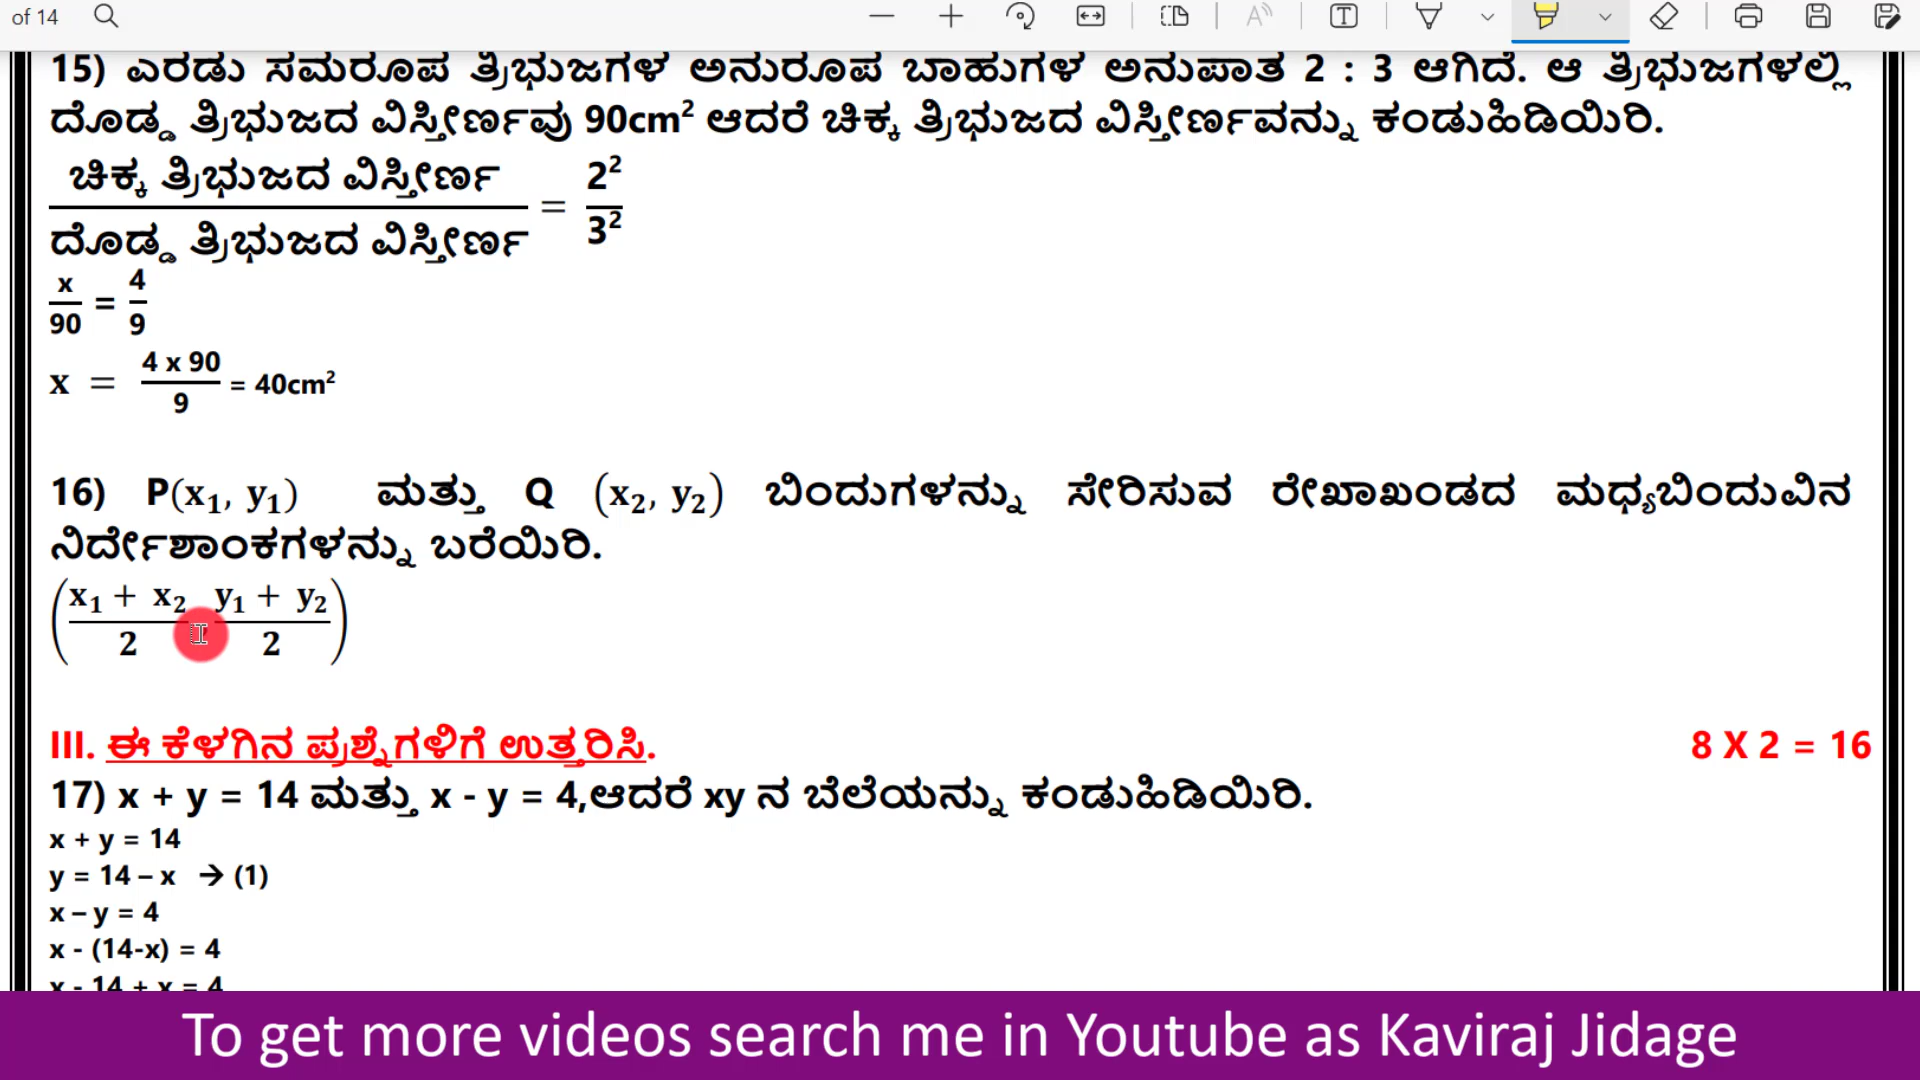 of 14
15) ಎರಡು ಸಮರೂಪ ತ್ರಿಭುಜಗಳ ಅನುರೂಪ ಬಾಹುಗಳ ಅನುಪಾತ 2 : 3 ಆಗಿದೆ. ಆ ತ್ರಿಭುಜಗಳಲ್ಲಿ
ದೊಡ್ಡ ತ್ರಿಭುಜದ ವಿಸ್ತೀರ್ಣವು 90cm² ಆದರೆ ಚಿಕ್ಕ ತ್ರಿಭುಜದ ವಿಸ್ತೀರ್ಣವನ್ನು ಕಂಡುಹಿಡಿಯಿರಿ.
ಚಿಕ್ಕ ತ್ರಿಭುಜದ ವಿಸ್ತೀರ್ಣ / ದೊಡ್ಡ ತ್ರಿಭುಜದ ವಿಸ್ತೀರ್ಣ = 2² / 3²
x/90 = 4/9
x = 4 x 90 / 9 = 40cm²
16) P(x₁, y₁) ಮತ್ತು Q (x₂, y₂) ಬಿಂದುಗಳನ್ನು ಸೇರಿಸುವ ರೇಖಾಖಂಡದ ಮಧ್ಯಬಿಂದುವಿನ
ನಿರ್ದೇಶಾಂಕಗಳನ್ನು ಬರೆಯಿರಿ.
(x₁ + x₂ / 2 , y₁ + y₂ / 2)
III. ಈ ಕೆಳಗಿನ ಪ್ರಶ್ನೆಗಳಿಗೆ ಉತ್ತರಿಸಿ. 8 X 2 = 16
17) x + y = 14 ಮತ್ತು x - y = 4,ಆದರೆ xy ನ ಬೆಲೆಯನ್ನು ಕಂಡುಹಿಡಿಯಿರಿ.
x + y = 14
y = 14 – x → (1)
x – y = 4
x - (14-x) = 4
x - 14 + x = 4
To get more videos search me in Youtube as Kaviraj Jidage